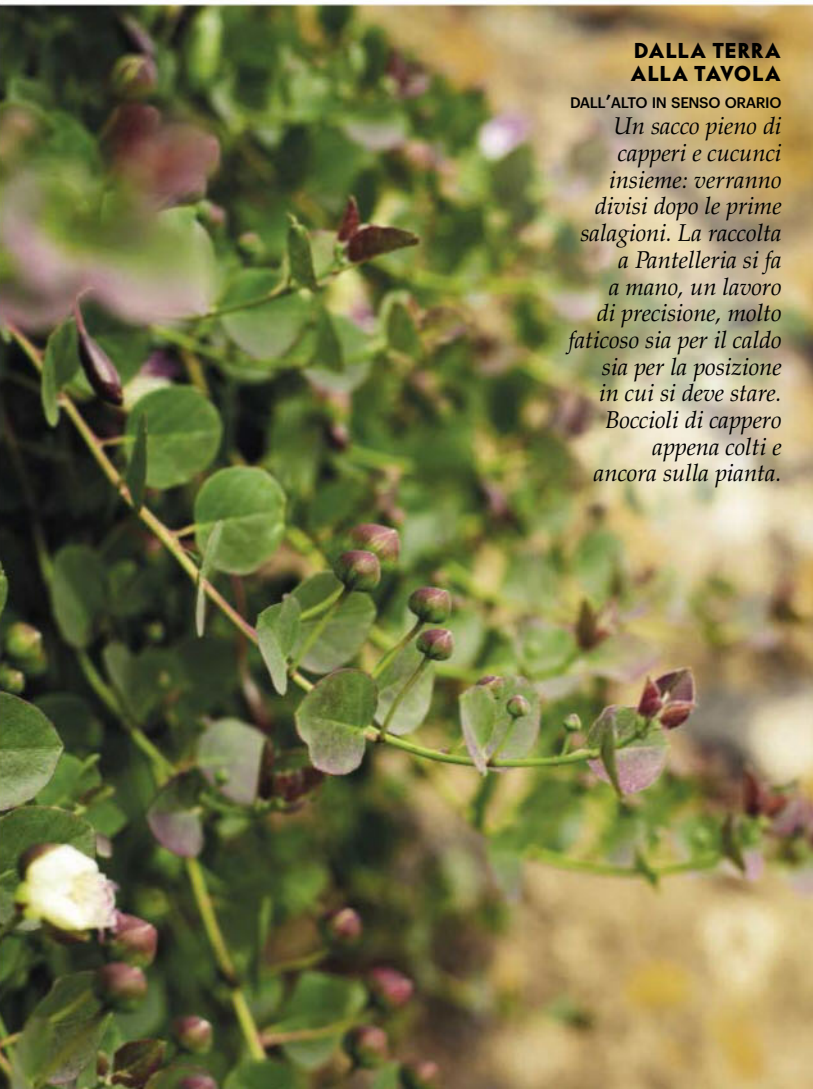 DALLA TERRA
ALLA TAVOLA
DALL'ALTO IN SENSO ORARIO
Un sacco pieno di
capperi e cucunci
insieme: verranno
divisi dopo le prime
salagioni. La raccolta
a Pantelleria si fa
a mano, un lavoro
di precisione, molto
faticoso sia per il caldo
sia per la posizione
in cui si deve stare.
Boccioli di cappero
appena colti e
ancora sulla pianta.